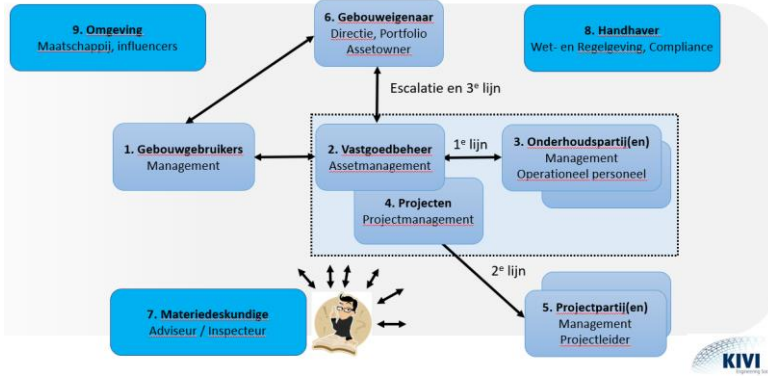 9. Omgeving
Maatschappij, influencers
6. Gebouweigenaar
Directie, Portfolio
Assetowner
8. Handhaver
Wet- en Regelgeving, Compliance
Escalatie en 3e lijn
1. Gebouwgebruikers
Management
2. Vastgoedbeheer
Assetmanagement
1e lijn
3. Onderhoudspartij(en)
Management
Operationeel personeel
4. Projecten
Projectmanagement
2e lijn
7. Materiedeskundige
Adviseur / Inspecteur
5. Projectpartij(en)
Management
Projectleider
KIVI